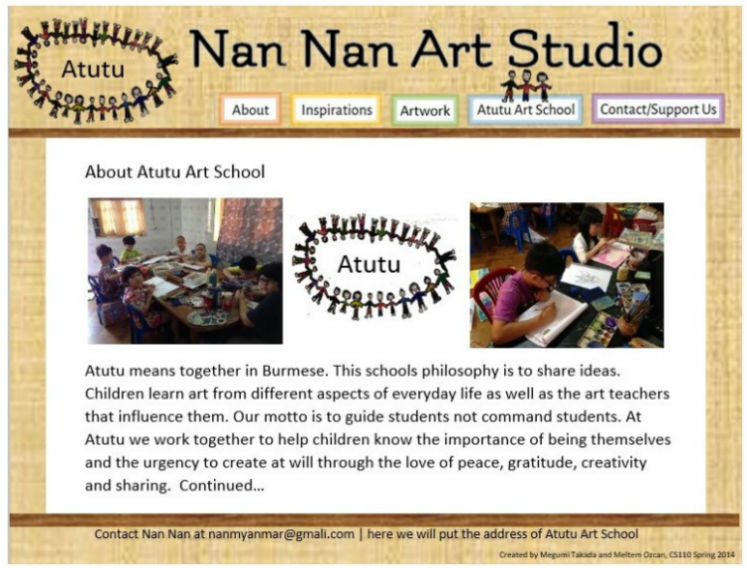 Atutu
Nan Nan Art Studio
About
Inspirations
Artwork
Atutu Art School
Contact/Support Us
About Atutu Art School
Atutu
Atutu means together in Burmese. This schools philosophy is to share ideas.
Children learn art from different aspects of everyday life as well as the art teachers
that influence them. Our motto is to guide students not command students. At
Atutu we work together to help children know the importance of being themselves
and the urgency to create at will through the love of peace, gratitude, creativity
and sharing.  Continued...
Contact Nan Nan at nanmyanmar@gmali.com | here we will put the address of Atutu Art School
Created by Megumi Takada and Meltem Ozcan, CS110 Spring 2014